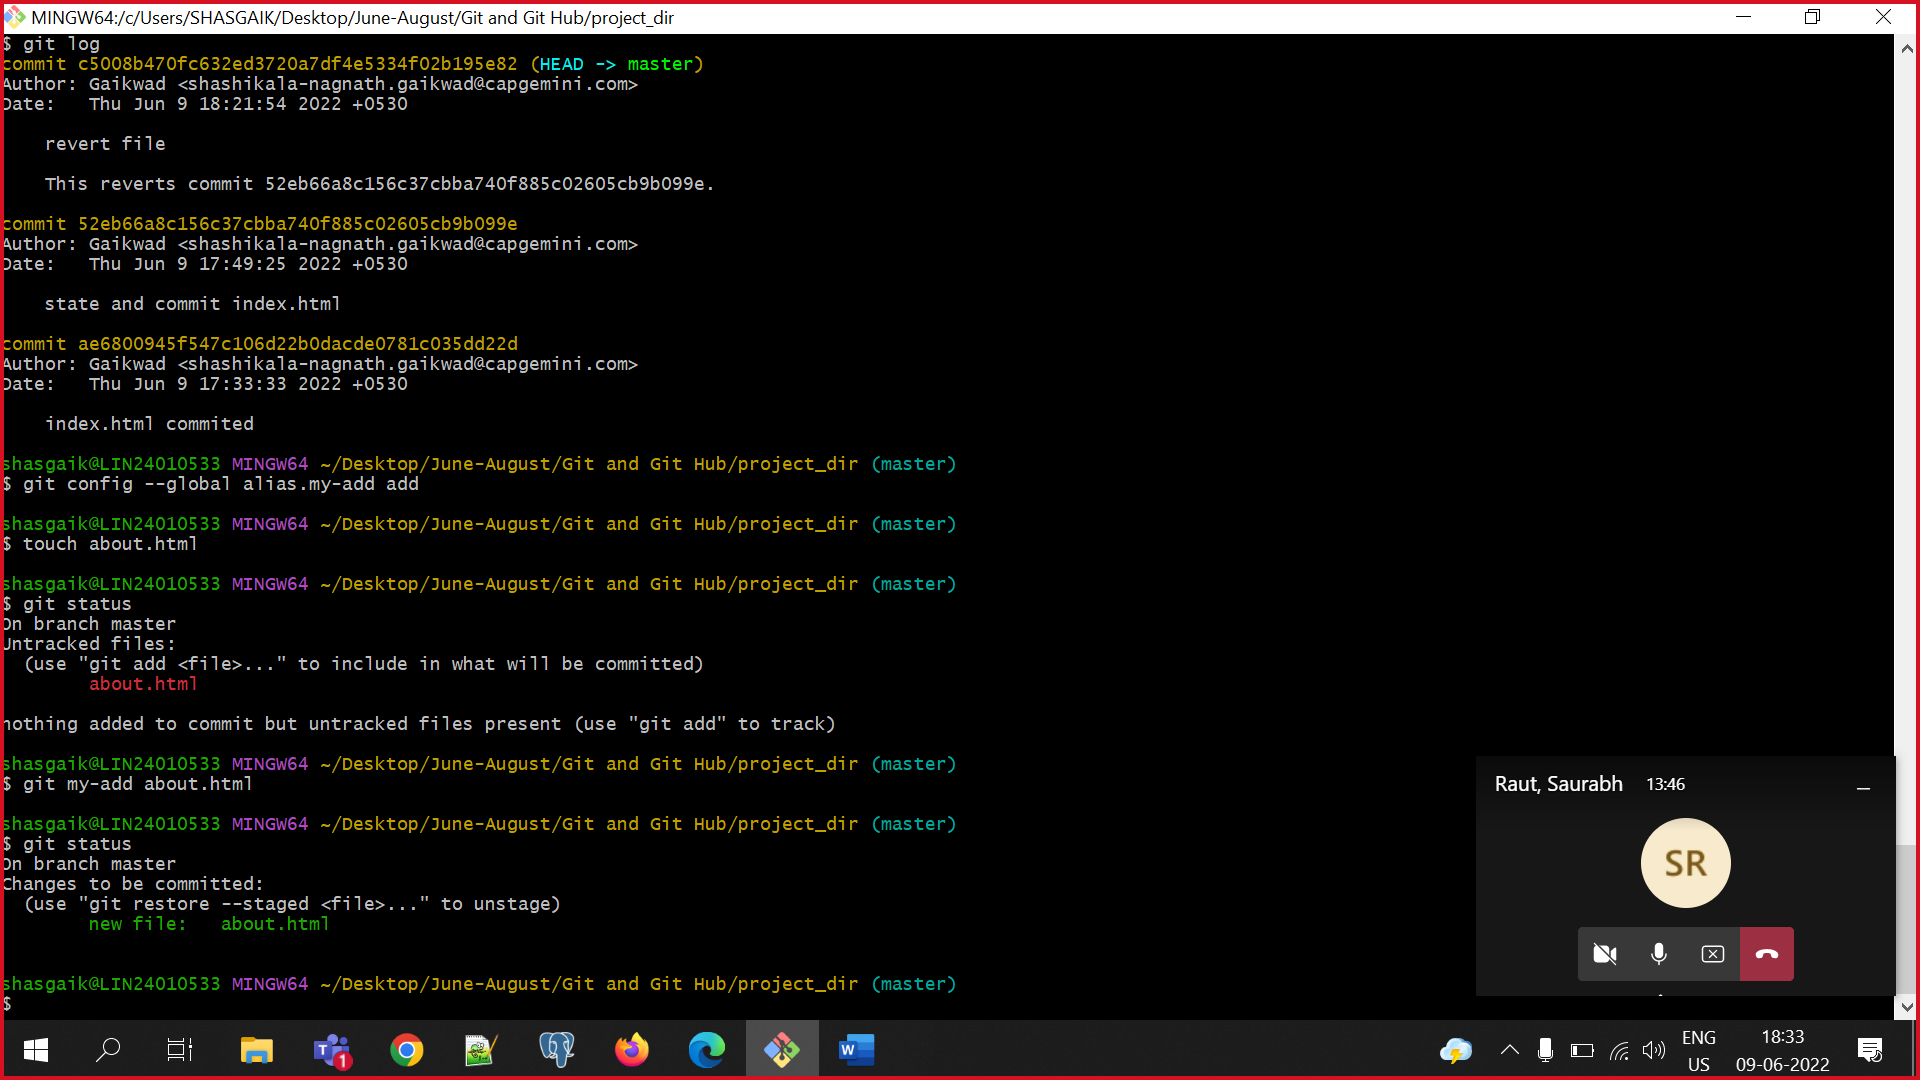 MINGW64:/c/Users/SHASGAIK/Desktop/June-August/Git and Git Hub/project_dir
$ git log
commit c5008b470fc632ed3720a7df4e5334f02b195e82 (HEAD -> master)
Author: Gaikwad <shashikala-nagnath.gaikwad@capgemini.com>
Date:   Thu Jun 9 18:21:54 2022 +0530
revert file
This reverts commit 52eb66a8c156c37cbba740f885c02605cb9b099e.
commit 52eb66a8c156c37cbba740f885c02605cb9b099e
Author: Gaikwad <shashikala-nagnath.gaikwad@capgemini.com>
Date:   Thu Jun 9 17:49:25 2022 +0530
state and commit index.html
commit ae6800945f547c106d22b0dacde0781c035dd22d
Author: Gaikwad <shashikala-nagnath.gaikwad@capgemini.com>
Date:   Thu Jun 9 17:33:33 2022 +0530
index.html commited
shasgaik@LIN24010533 MINGW64 ~/Desktop/June-August/Git and Git Hub/project_dir (master)
$ git config --global alias.my-add add
shasgaik@LIN24010533 MINGW64 ~/Desktop/June-August/Git and Git Hub/project_dir (master)
$ touch about.html
shasgaik@LIN24010533 MINGW64 ~/Desktop/June-August/Git and Git Hub/project_dir (master)
$ git status
On branch master
Untracked files:
(use "git add <file>..." to include in what will be committed)
about.html
nothing added to commit but untracked files present (use "git add" to track)
shasgaik@LIN24010533 MINGW64 ~/Desktop/June-August/Git and Git Hub/project_dir (master)
$ git my-add about.html
shasgaik@LIN24010533 MINGW64 ~/Desktop/June-August/Git and Git Hub/project_dir (master)
$ git status
On branch master
Changes to be committed:
(use "git restore --staged <file>..." to unstage)
new file:   about.html
shasgaik@LIN24010533 MINGW64 ~/Desktop/June-August/Git and Git Hub/project_dir (master)
$
Raut, Saurabh 13:46
SR
T 1
W
ENG
US
18:33
09-06-2022